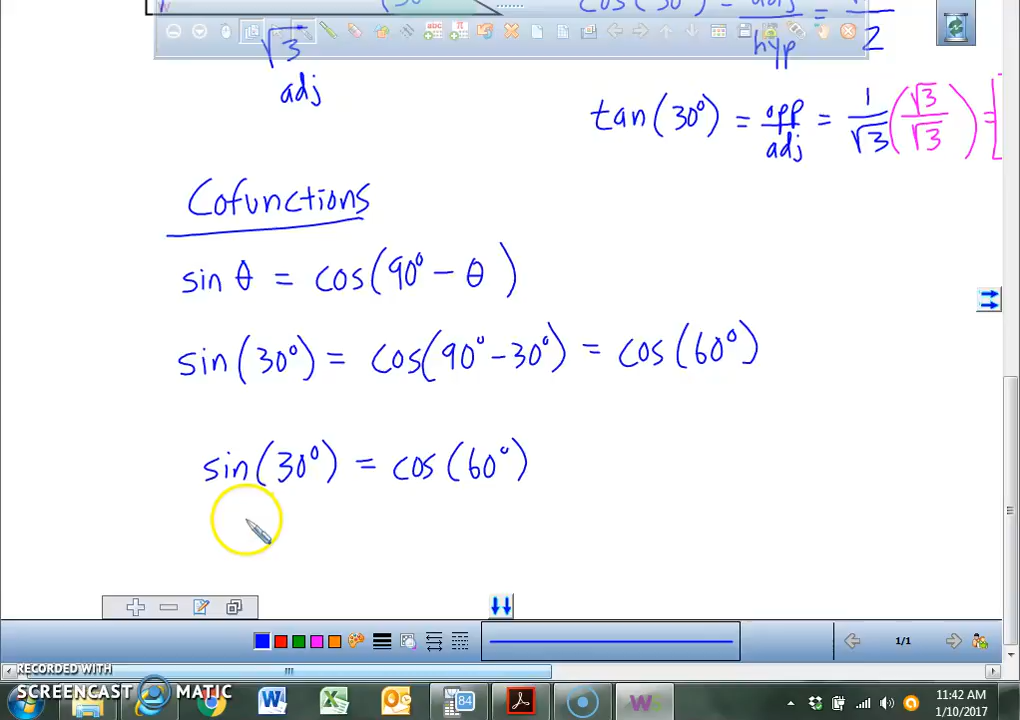 cos(30°) = adj/hyp = √3/2
√3
adj
tan(30°) = opp/adj = 1/√3 (√3/√3) =
Cofunctions
sin θ = cos(90° − θ)
sin(30°) = cos(90° − 30°) = cos(60°)
sin(30°) = cos(60°)
1/1
RECORDED WITH
SCREENCAST MATIC
84
11:42 AM
1/10/2017